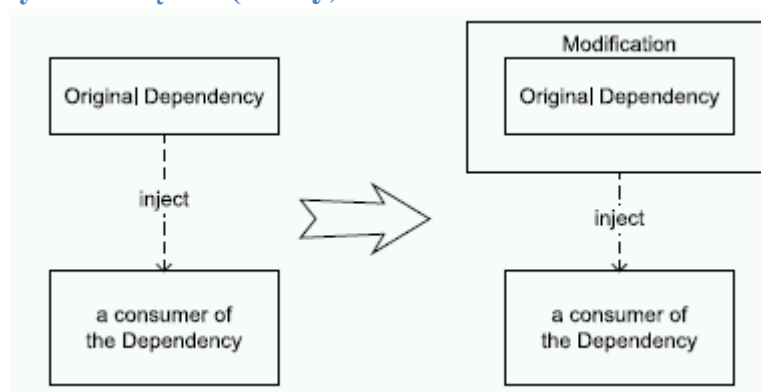 Original Dependency
inject
a consumer of
the Dependency
Modification
Original Dependency
inject
a consumer of
the Dependency